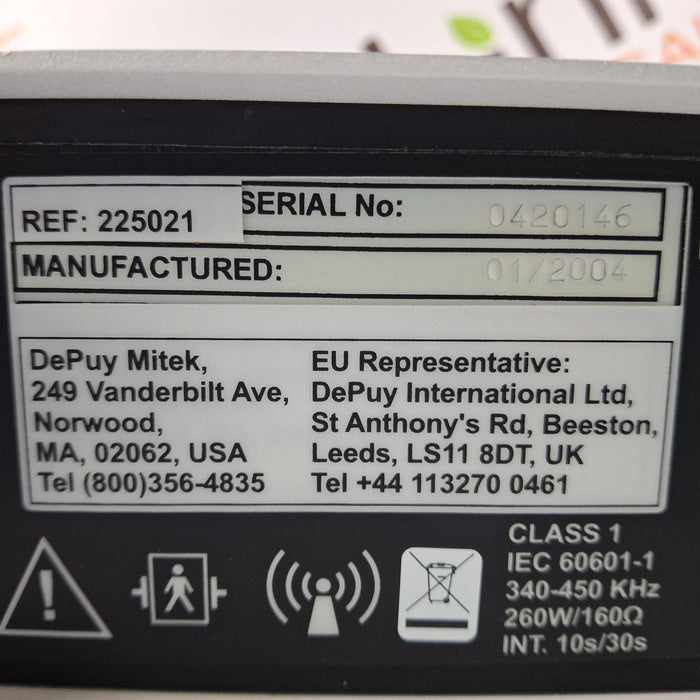 REF: 225021
SERIAL No: 0420146
MANUFACTURED: 01/2004
DePuy Mitek,
249 Vanderbilt Ave,
Norwood,
MA, 02062, USA
Tel (800)356-4835
EU Representative:
DePuy International Ltd,
St Anthony's Rd, Beeston,
Leeds, LS11 8DT, UK
Tel +44 113270 0461
CLASS 1
IEC 60601-1
340-450 KHz
260W/160Ω
INT. 10s/30s